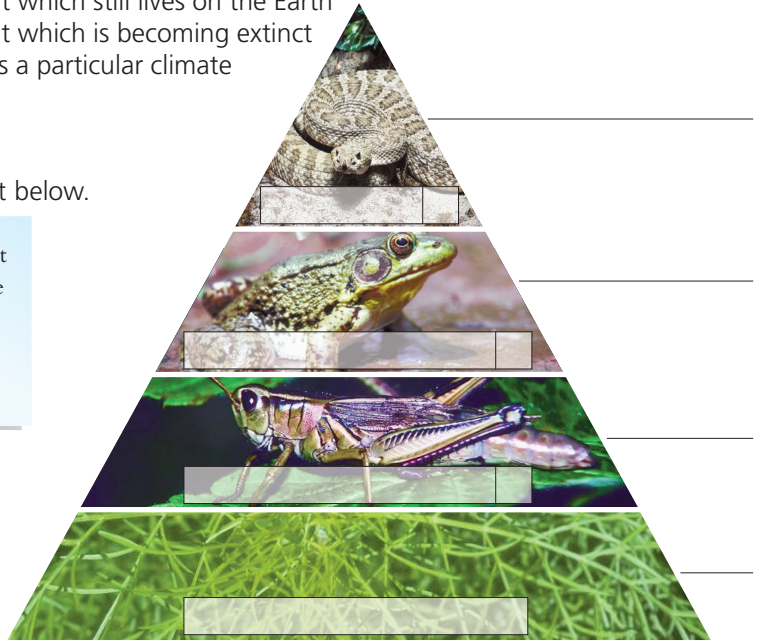 t which still lives on the Earth
t which is becoming extinct
s a particular climate
t below.
t
e